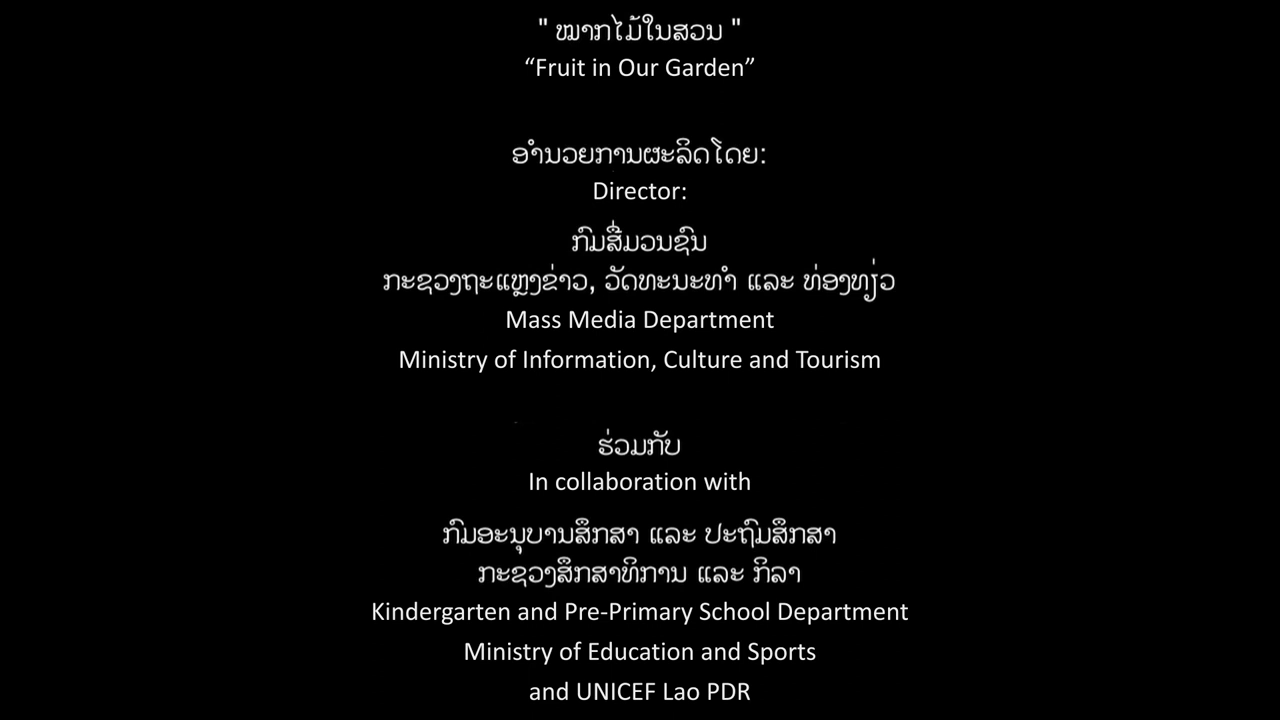 " ໝາກໄມ້ໃນສວນ "
“Fruit in Our Garden”
ອຳນວຍການຜະລິດໂດຍ:
Director:
ກົມສື່ມວນຊົນ
ກະຊວງຖະແຫຼງຂ່າວ, ວັດທະນະທຳ ແລະ ທ່ອງທຽ່ວ
Mass Media Department
Ministry of Information, Culture and Tourism
ຮ່ວມກັບ
In collaboration with
ກົມອະນຸບານສຶກສາ ແລະ ປະຖົມສຶກສາ
ກະຊວງສຶກສາທິການ ແລະ ກິລາ
Kindergarten and Pre-Primary School Department
Ministry of Education and Sports
and UNICEF Lao PDR